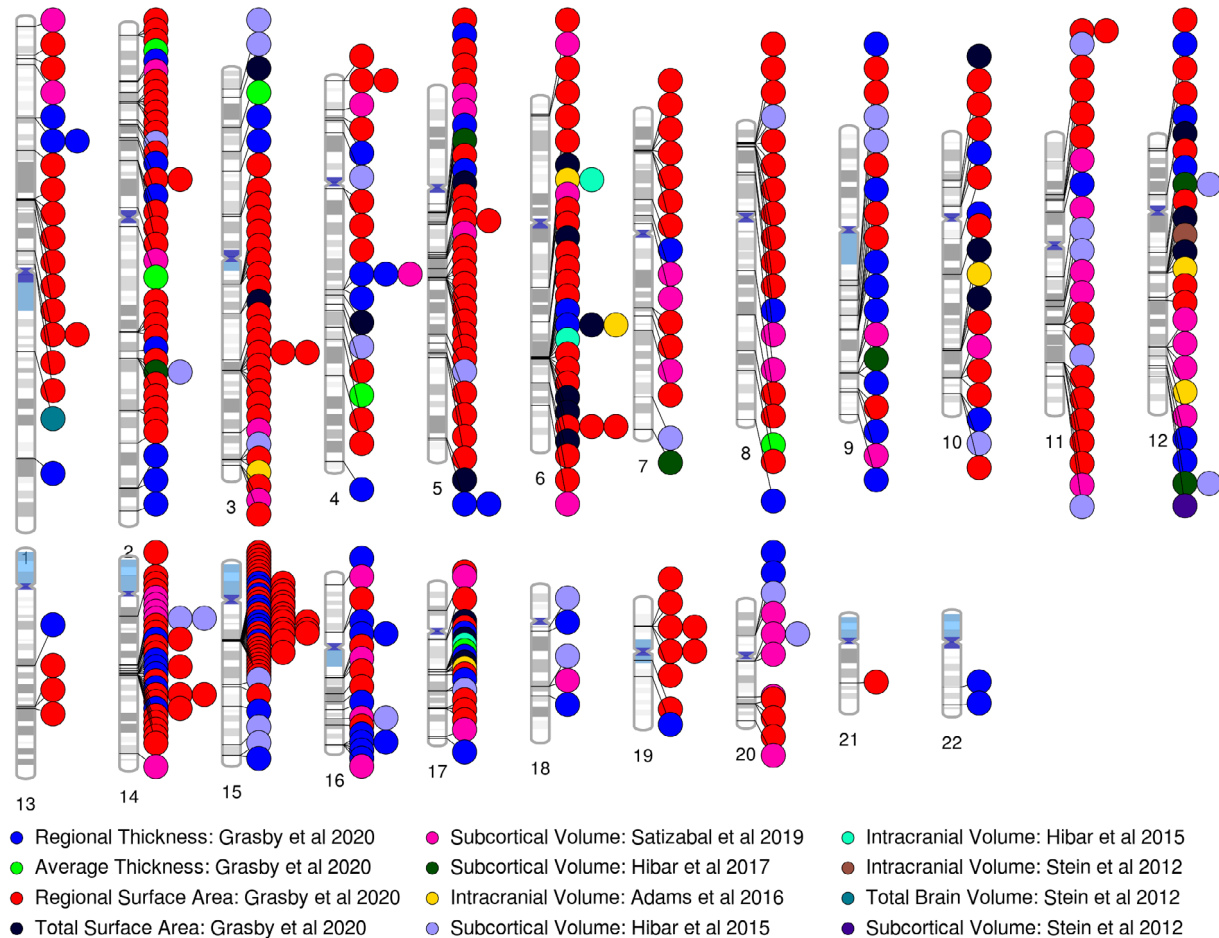 1
2
3
4
5
6
7
8
9
10
11
12
13
14
15
16
17
18
19
20
21
22
Regional Thickness: Grasby et al 2020
Average Thickness: Grasby et al 2020
Regional Surface Area: Grasby et al 2020
Total Surface Area: Grasby et al 2020
Subcortical Volume: Satizabal et al 2019
Subcortical Volume: Hibar et al 2017
Intracranial Volume: Adams et al 2016
Subcortical Volume: Hibar et al 2015
Intracranial Volume: Hibar et al 2015
Intracranial Volume: Stein et al 2012
Total Brain Volume: Stein et al 2012
Subcortical Volume: Stein et al 2012